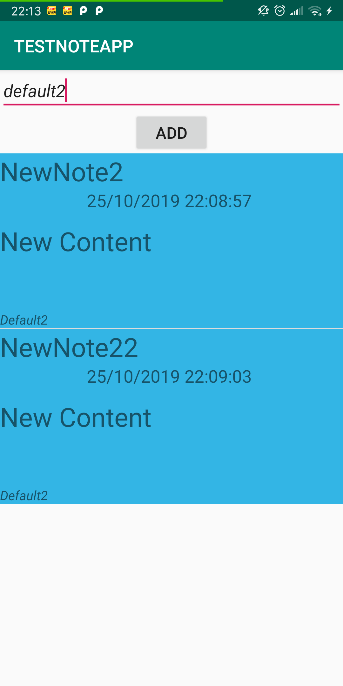 22:13
TESTNOTEAPP
default2
ADD
NewNote2
25/10/2019 22:08:57
New Content
Default2
NewNote22
25/10/2019 22:09:03
New Content
Default2